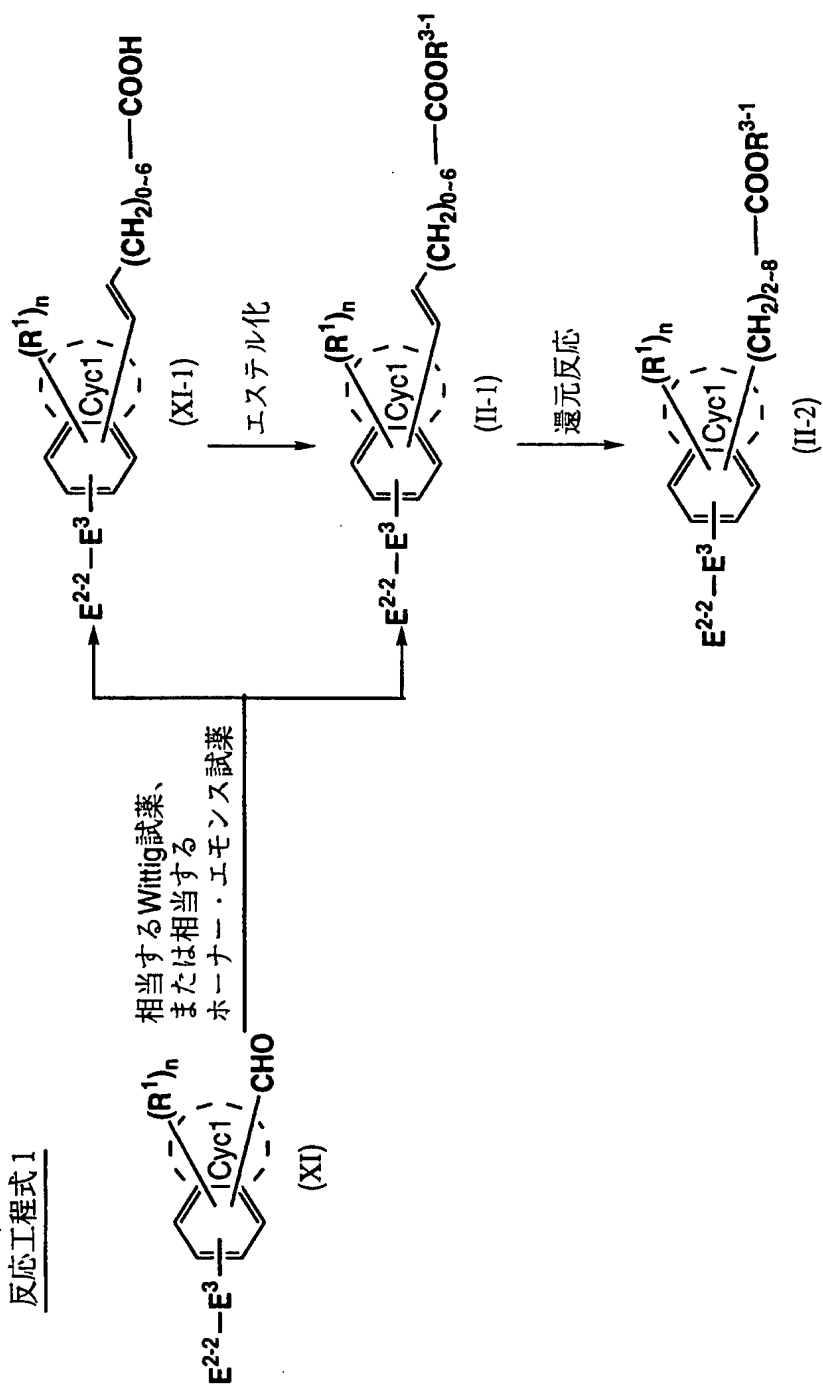 反応工程式1
E²⁻²—E³
Cyc1
(R¹)ₙ
CHO
(XI)
相当するWittig試薬、
または相当する
ホーナー・エモンス試薬
E²⁻²—E³
Cyc1
(R¹)ₙ
(CH₂)₀~₆—COOH
(XI-1)
エステル化
E²⁻²—E³
Cyc1
(R¹)ₙ
(CH₂)₀~₆—COOR³⁻¹
(II-1)
還元反応
E²⁻²—E³
Cyc1
(R¹)ₙ
(CH₂)₂~₈—COOR³⁻¹
(II-2)